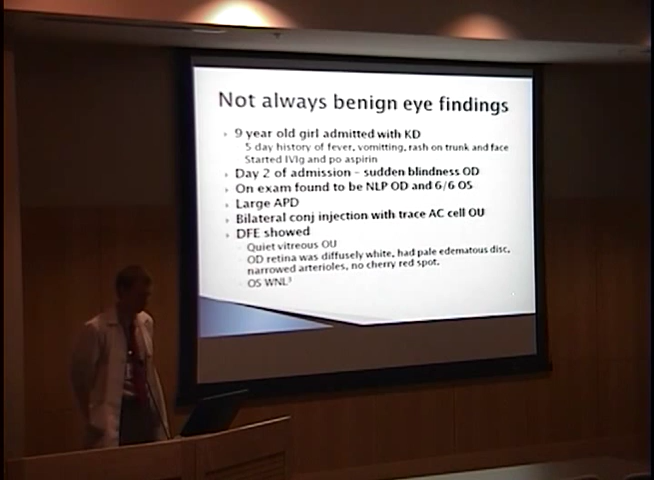 Not always benign eye findings
9 year old girl admitted with KD
5 day history of fever, vomitting, rash on trunk and face
Started IVIg and po aspirin
Day 2 of admission – sudden blindness OD
On exam found to be NLP OD and 6/6 OS
Large APD
Bilateral conj injection with trace AC cell OU
DFE showed
Quiet vitreous OU
OD retina was diffusely white, had pale edematous disc,
narrowed arterioles, no cherry red spot.
OS WNL³